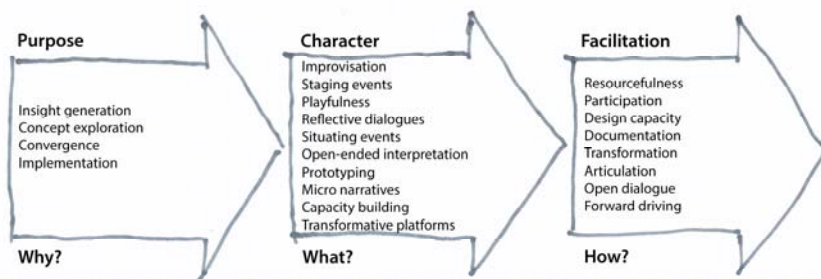 Purpose
Insight generation
Concept exploration
Convergence
Implementation
Why?
Character
Improvisation
Staging events
Playfulness
Reflective dialogues
Situating events
Open-ended interpretation
Prototyping
Micro narratives
Capacity building
Transformative platforms
What?
Facilitation
Resourcefulness
Participation
Design capacity
Documentation
Transformation
Articulation
Open dialogue
Forward driving
How?